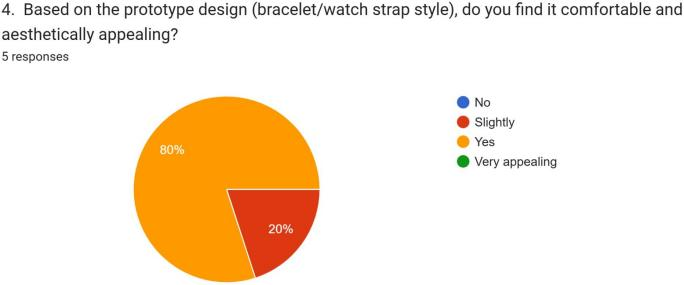 4. Based on the prototype design (bracelet/watch strap style), do you find it comfortable and
aesthetically appealing?
5 responses
No
Slightly
Yes
Very appealing
80%
20%